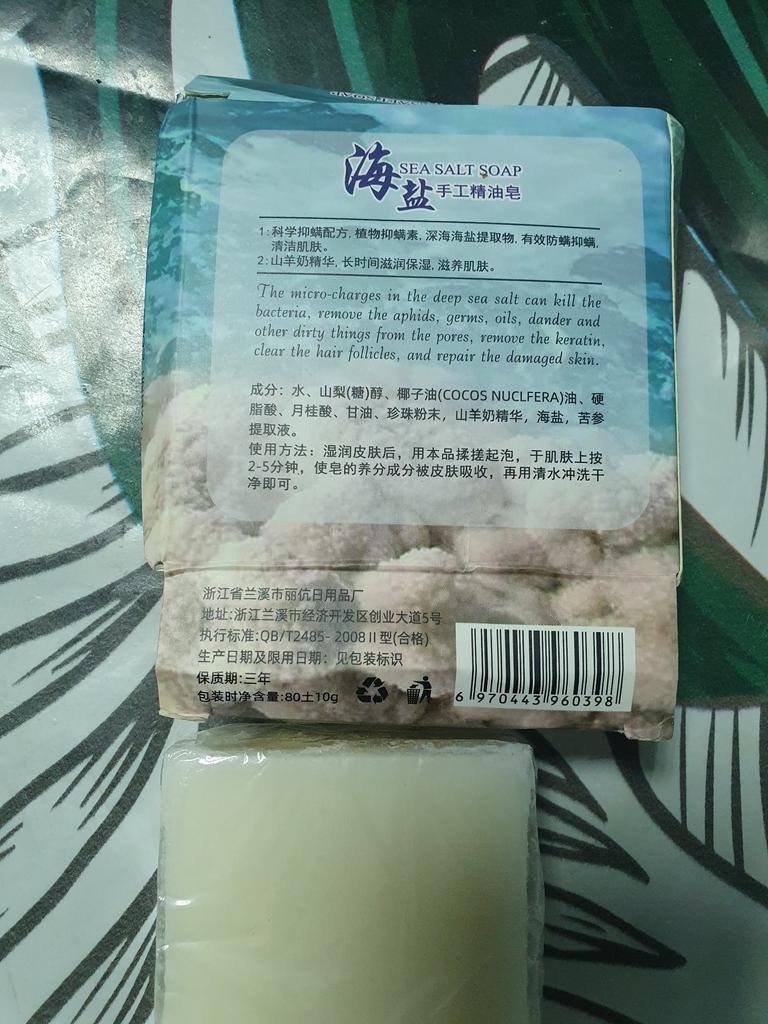 海盐 SEA SALT SOAP
手工精油皂
1:科学抑螨配方, 植物抑螨素, 深海海盐提取物, 有效防螨抑螨,
清洁肌肤。
2:山羊奶精华, 长时间滋润保湿, 滋养肌肤。
The micro-charges in the deep sea salt can kill the
bacteria, remove the aphids, germs, oils, dander and
other dirty things from the pores, remove the keratin,
clear the hair follicles, and repair the damaged skin.
成分: 水、山梨(糖)醇、椰子油(COCOS NUCLFERA)油、硬
脂酸、月桂酸、甘油、珍珠粉末，山羊奶精华，海盐，苦参
提取液。
使用方法：湿润皮肤后，用本品揉搓起泡，于肌肤上按
2-5分钟，使皂的养分成分被皮肤吸收，再用清水冲洗干
净即可。
浙江省兰溪市丽伉日用品厂
地址:浙江兰溪市经济开发区创业大道5号
执行标准:QB/T2485- 2008 II 型(合格)
生产日期及限用日期：见包装标识
保质期:三年
包装时净含量:80土10g
6 970443 960398